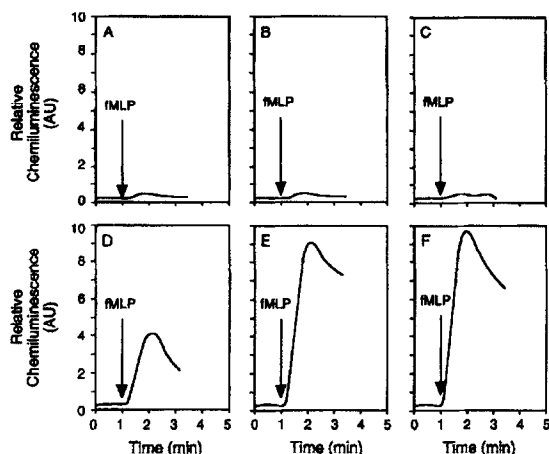 A
B
C
10
8
6
4
2
0
Relative
Chemiluminescence
(AU)
fMLP
fMLP
fMLP
D
E
F
10
8
6
4
2
0
Relative
Chemiluminescence
(AU)
fMLP
fMLP
fMLP
0 1 2 3 4 5
0 1 2 3 4 5
0 1 2 3 4 5
Time (min)
Time (min)
Time (min)